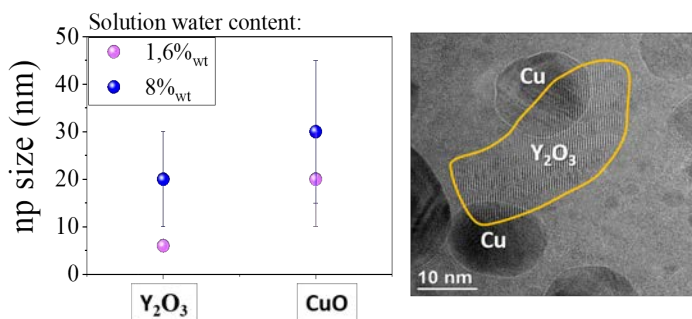 Solution water content:
1,6%wt
8%wt
50
40
30
20
10
0
np size (nm)
Y₂O₃
CuO
Cu
Y₂O₃
Cu
10 nm